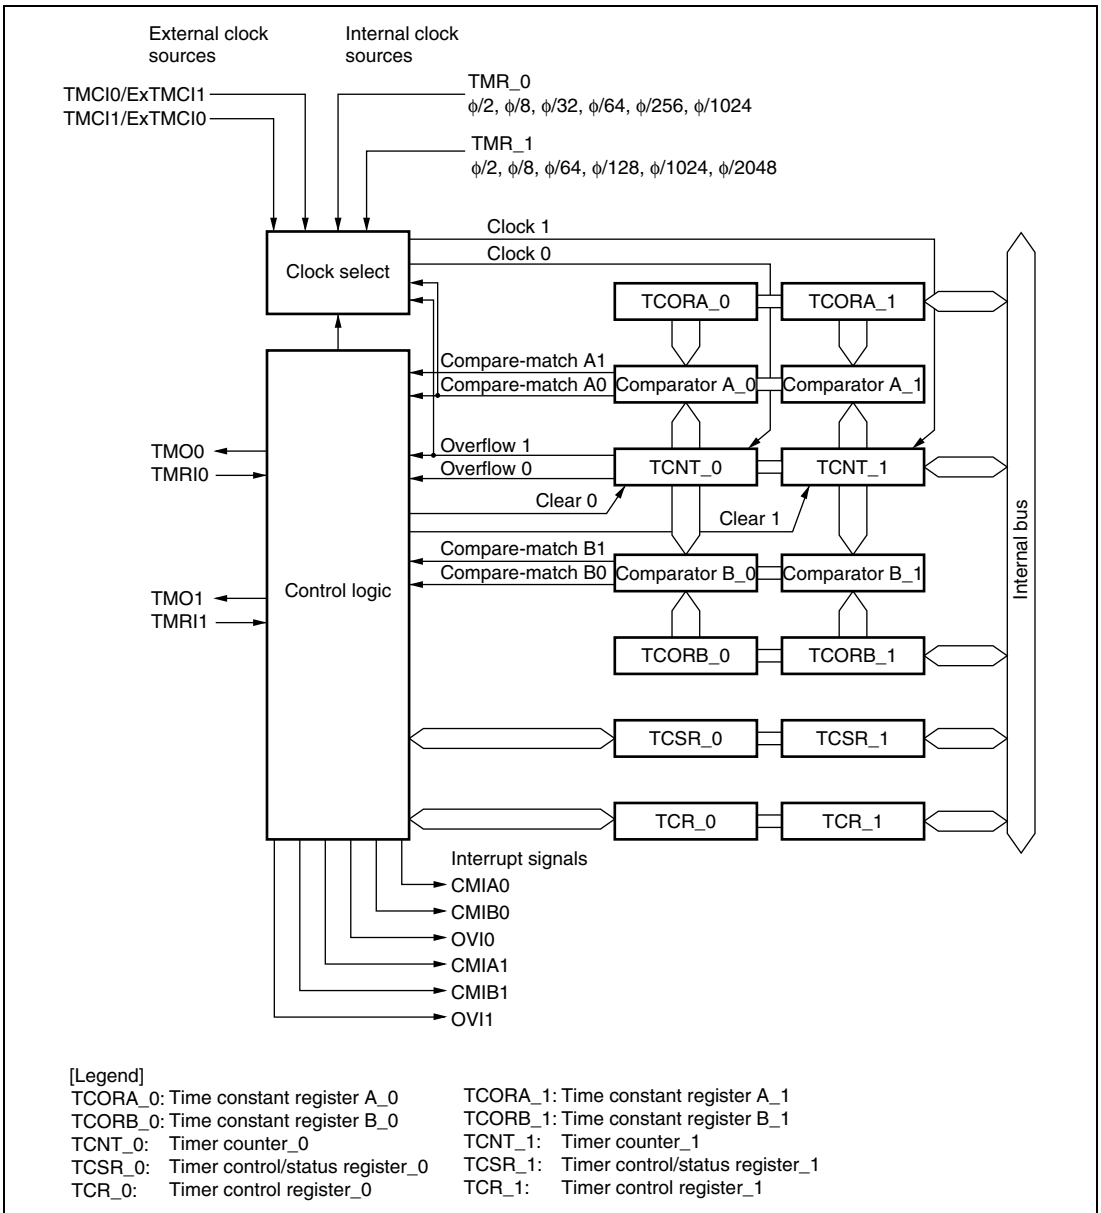 External clock
sources
Internal clock
sources
TMCI0/ExTMCI1
TMCI1/ExTMCI0
TMR_0
ϕ/2, ϕ/8, ϕ/32, ϕ/64, ϕ/256, ϕ/1024
TMR_1
ϕ/2, ϕ/8, ϕ/64, ϕ/128, ϕ/1024, ϕ/2048
Clock 1
Clock 0
Clock select
TCORA_0
TCORA_1
Compare-match A1
Compare-match A0
Comparator A_0
Comparator A_1
TMO0
TMRI0
Overflow 1
Overflow 0
TCNT_0
TCNT_1
Clear 0
Clear 1
Internal bus
Compare-match B1
Compare-match B0
Comparator B_0
Comparator B_1
Control logic
TMO1
TMRI1
TCORB_0
TCORB_1
TCSR_0
TCSR_1
TCR_0
TCR_1
Interrupt signals
CMIA0
CMIB0
OVI0
CMIA1
CMIB1
OVI1
[Legend]
TCORA_0: Time constant register A_0
TCORB_0: Time constant register B_0
TCNT_0: Timer counter_0
TCSR_0: Timer control/status register_0
TCR_0: Timer control register_0
TCORA_1: Time constant register A_1
TCORB_1: Time constant register B_1
TCNT_1: Timer counter_1
TCSR_1: Timer control/status register_1
TCR_1: Timer control register_1